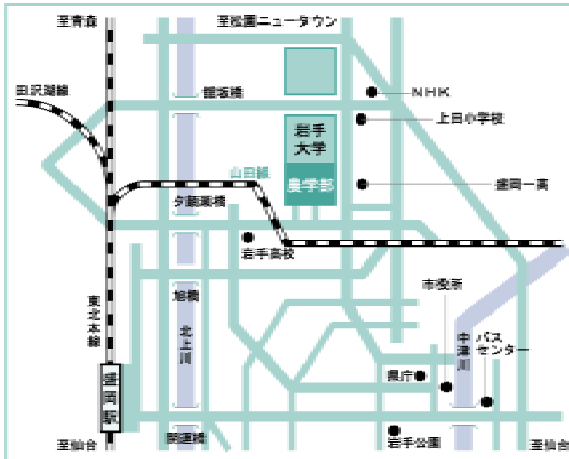 至青森
至松園ニュータウン
田沢湖線
館坂橋
NHK
上田小学校
岩手
大学
山田線
農学部
盛岡一高
夕顔瀬橋
岩手高校
市役所
旭橋
東北本線
北上川
中津川
バス
センター
盛岡駅
県庁
至仙台
開運橋
岩手公園
至仙台